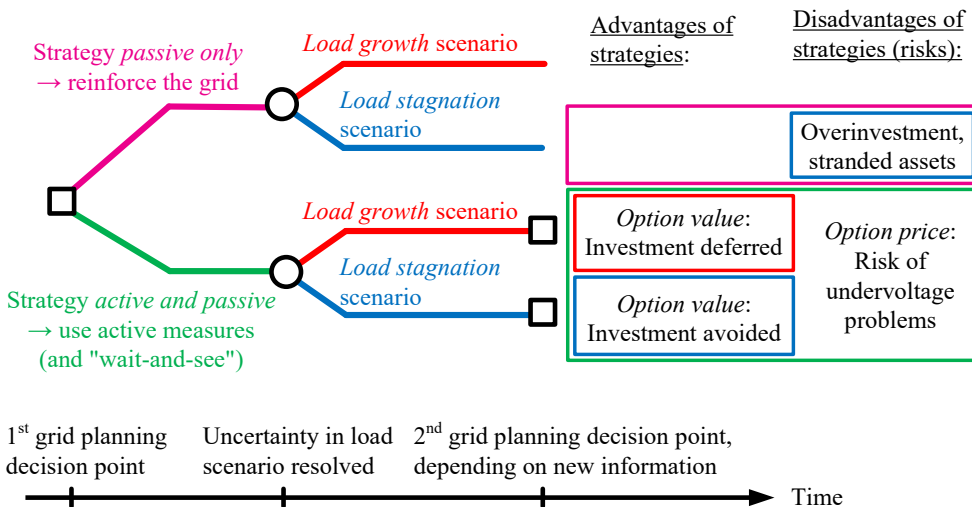 Strategy passive only
→ reinforce the grid
Load growth scenario
Load stagnation
scenario
Advantages of
strategies:
Disadvantages of
strategies (risks):
Overinvestment,
stranded assets
Strategy active and passive
→ use active measures
(and "wait-and-see")
Load growth scenario
Load stagnation
scenario
Option value:
Investment deferred
Option value:
Investment avoided
Option price:
Risk of
undervoltage
problems
1st grid planning
decision point
Uncertainty in load
scenario resolved
2nd grid planning decision point,
depending on new information
Time